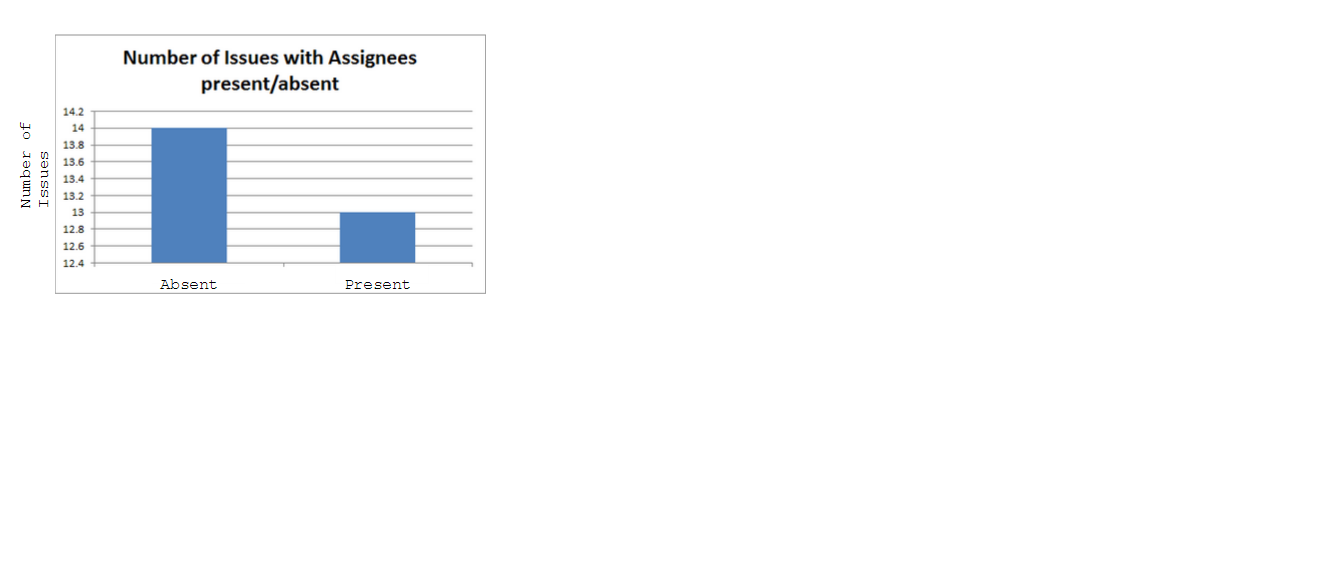 Number of Issues with Assignees
present/absent
Number of
Issues
14.2
14
13.8
13.6
13.4
13.2
13
12.8
12.6
12.4
Absent
Present